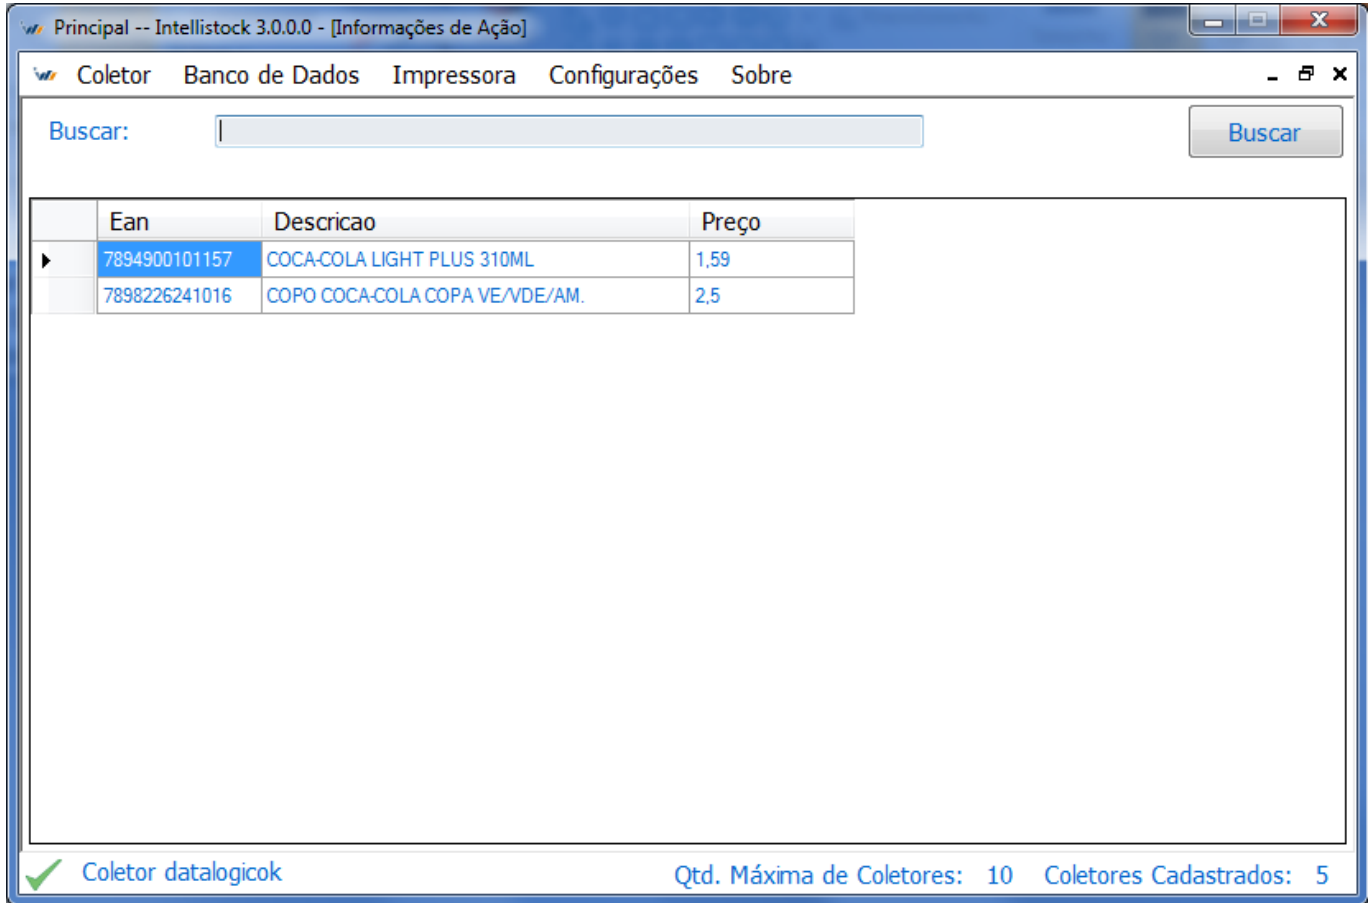 Principal -- Intellistock 3.0.0.0 - [Informações de Ação]
Coletor Banco de Dados Impressora Configurações Sobre
Buscar: Buscar
Ean Descricao Preço
7894900101157 COCA-COLA LIGHT PLUS 310ML 1,59
7898226241016 COPO COCA-COLA COPA VE/VDE/AM. 2,5
Coletor datalogicok Qtd. Máxima de Coletores: 10 Coletores Cadastrados: 5